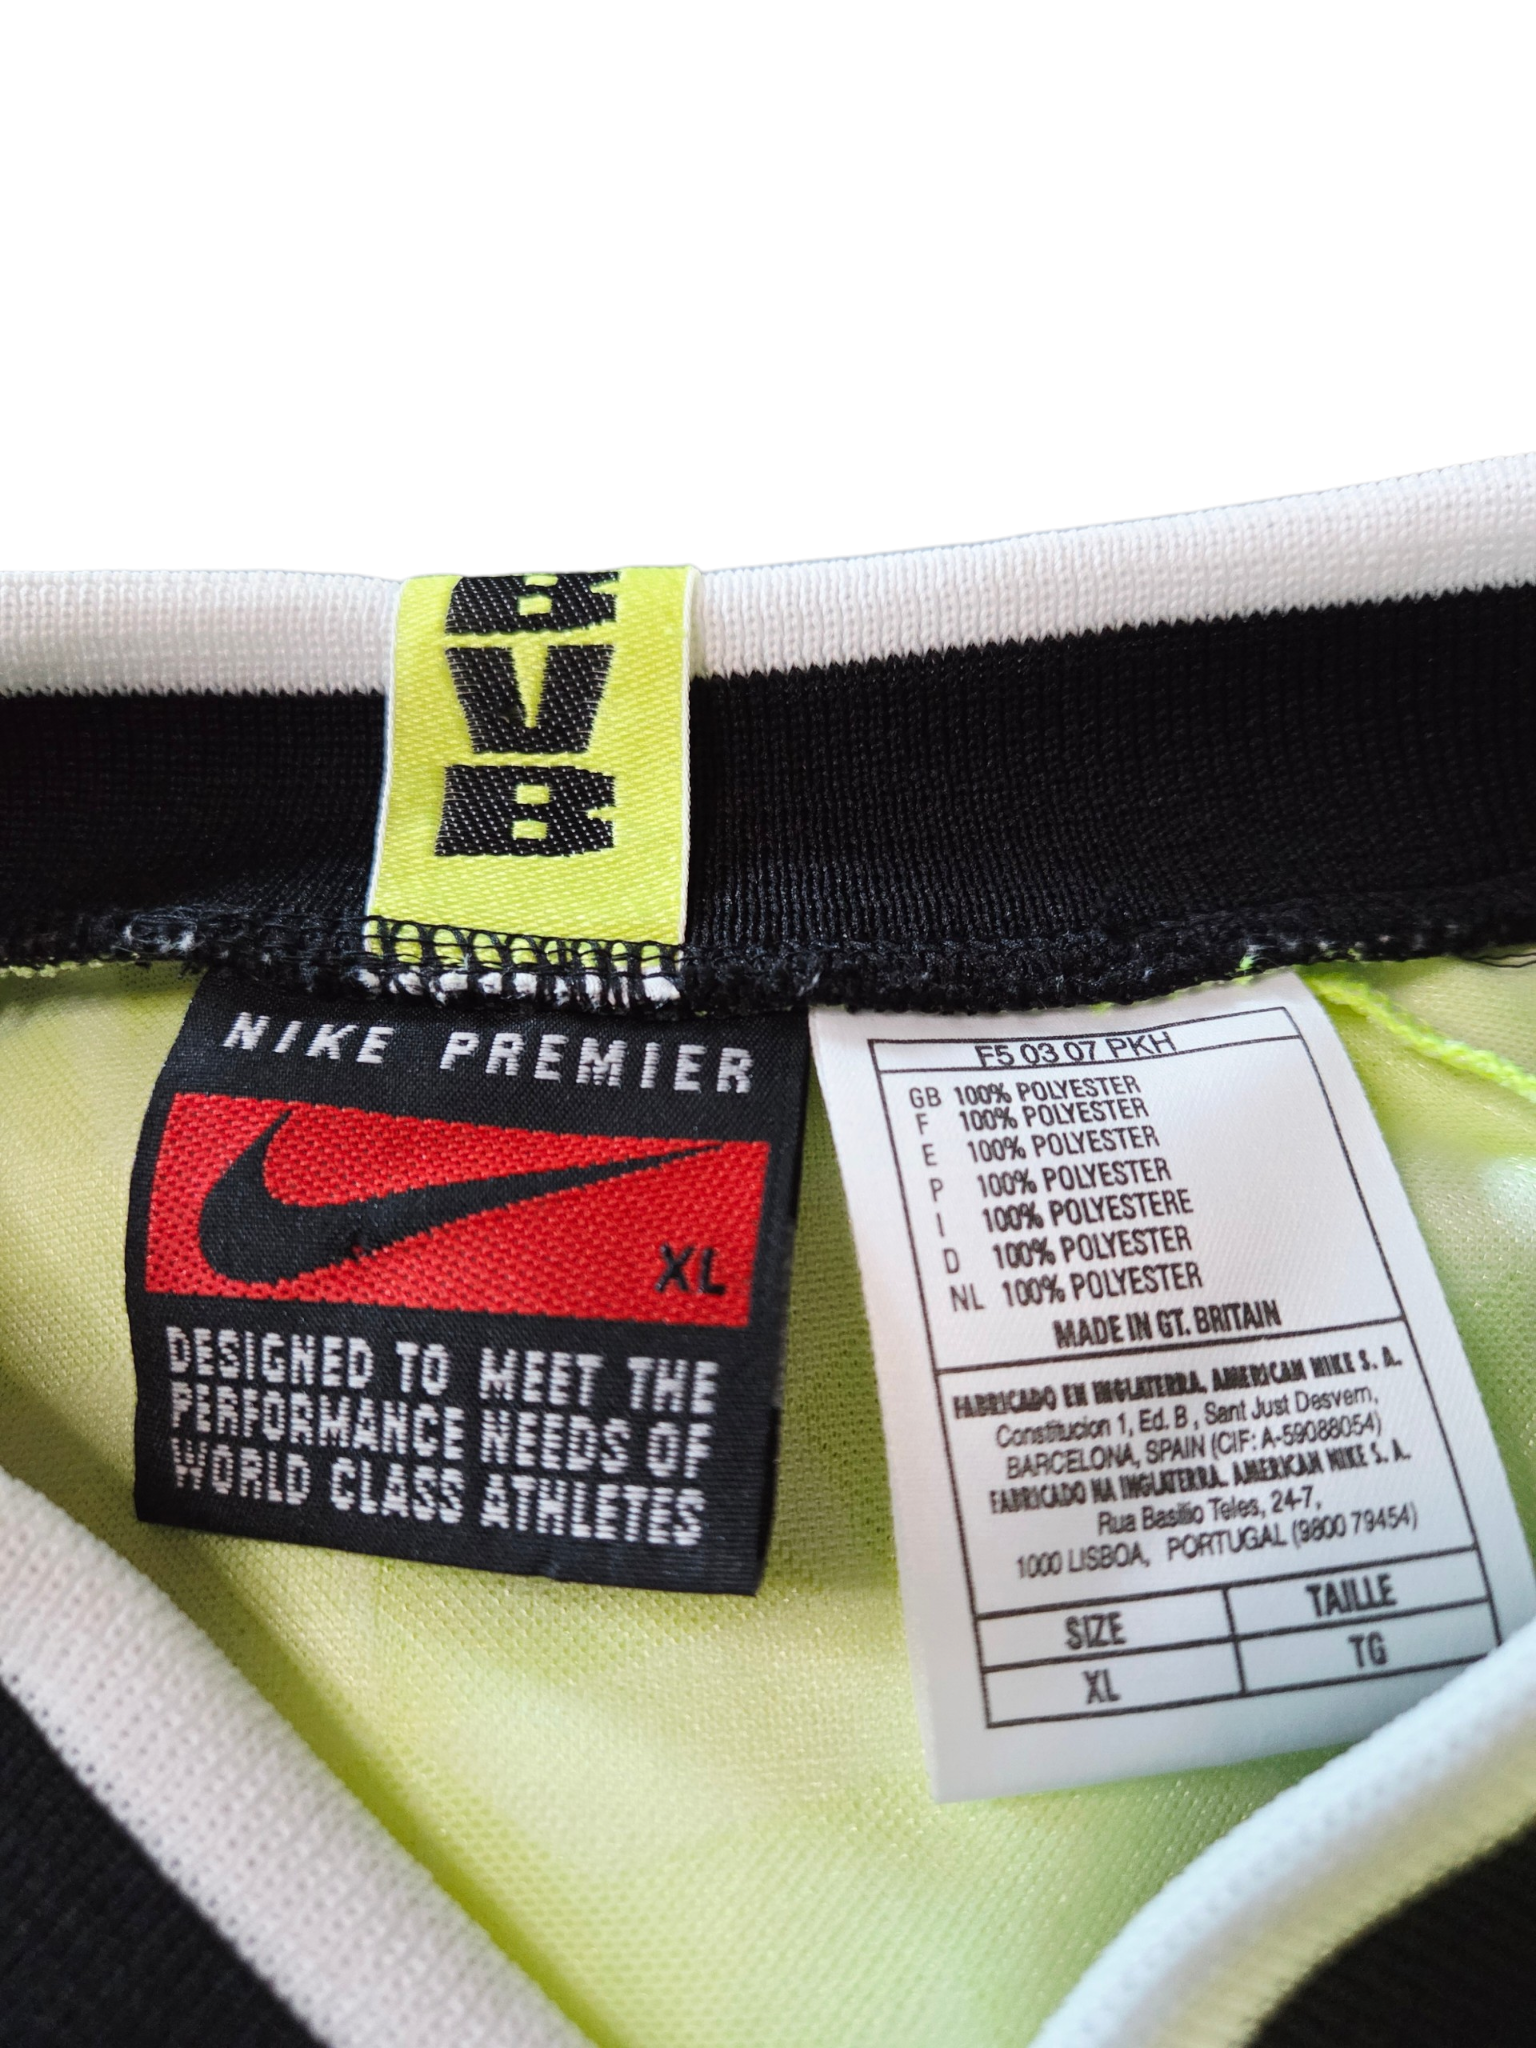 BVB
NIKE PREMIER
XL
DESIGNED TO MEET THE
PERFORMANCE NEEDS OF
WORLD CLASS ATHLETES
F5 03 07 PKH
GB 100% POLYESTER
F 100% POLYESTER
E 100% POLYESTER
P 100% POLYESTER
I 100% POLYESTERE
D 100% POLYESTER
NL 100% POLYESTER
MADE IN GT. BRITAIN
FABRICADO EN INGLATERRA. AMERICAN NIKE S. A.
Constitucion 1, Ed. B , Sant Just Desvern,
BARCELONA, SPAIN (CIF: A-59088054)
FABRICADO NA INGLATERRA. AMERICAN NIKE S. A.
Rua Basilio Teles, 24-7,
1000 LISBOA, PORTUGAL (9800 79454)
SIZE TAILLE
XL TG